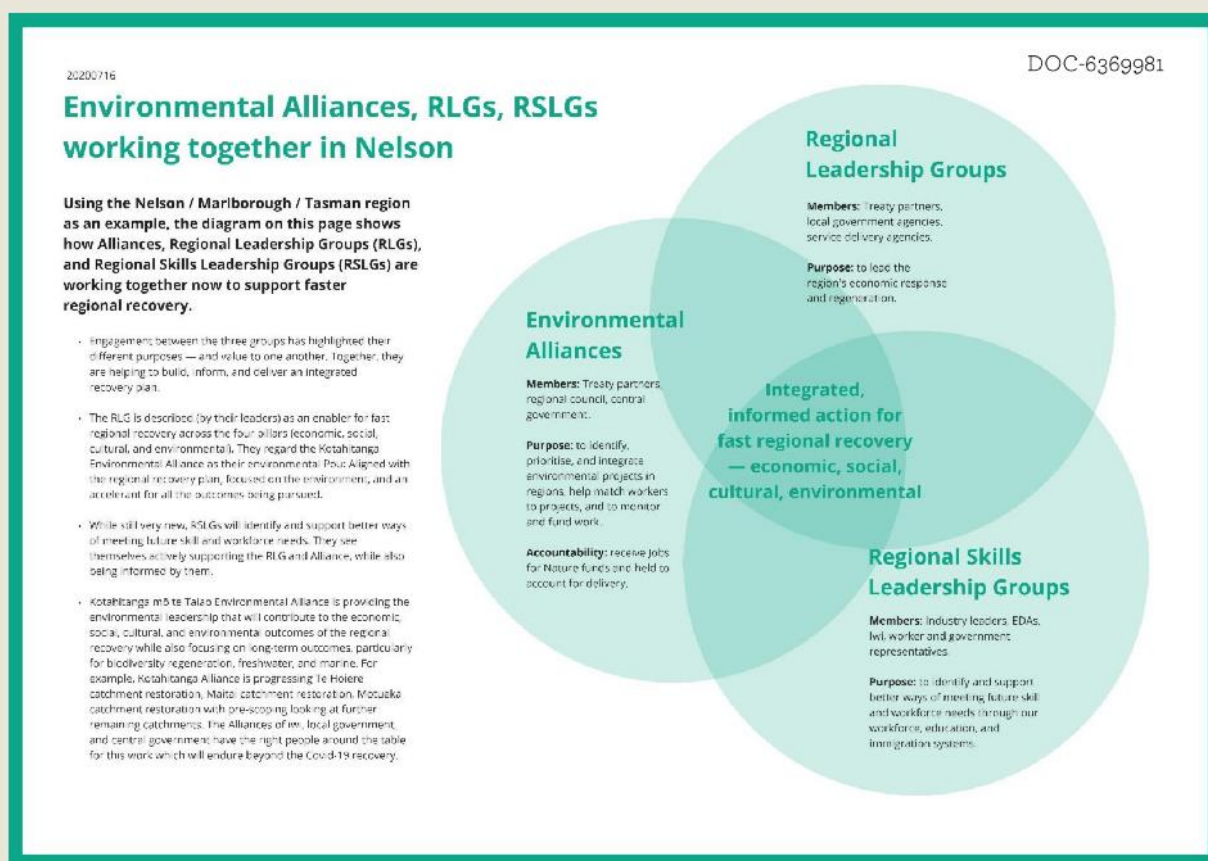 20200716
DOC-6369981
Environmental Alliances, RLGs, RSLGs
working together in Nelson
Using the Nelson / Marlborough / Tasman region
as an example, the diagram on this page shows
how Alliances, Regional Leadership Groups (RLGs),
and Regional Skills Leadership Groups (RSLGs) are
working together now to support faster
regional recovery.
• Engagement between the three groups has highlighted their
different purposes — and value to one another. Together, they
are helping to build, inform, and deliver an integrated
recovery plan.
• The RLG is described (by their leaders) as an enabler for fast
regional recovery across the four pillars (economic, social,
cultural, and environmental). They regard the Kotahitanga
Environmental Alliance as their environmental Pou: Aligned with
the regional recovery plan, focused on the environment, and an
accelerant for all the outcomes being pursued.
• While still very new, RSLGs will identify and support better ways
of meeting future skill and workforce needs. They see
themselves actively supporting the RLG and Alliance, while also
being informed by them.
• Kotahitanga mō te Taiao Environmental Alliance is providing the
environmental leadership that will contribute to the economic,
social, cultural, and environmental outcomes of the regional
recovery while also focusing on long-term outcomes, particularly
for biodiversity regeneration, freshwater, and marine. For
example, Kotahitanga Alliance is progressing Te Hoiere
catchment restoration, Maitai catchment restoration, Motueka
catchment restoration with pre-scoping looking at further
remaining catchments. The Alliances of iwi, local government,
and central government have the right people around the table
for this work which will endure beyond the Covid-19 recovery.
Regional
Leadership Groups
Members: Treaty partners,
local government agencies,
service delivery agencies.
Purpose: to lead the
region's economic response
and regeneration.
Environmental
Alliances
Members: Treaty partners,
regional council, central
government.
Purpose: to identify,
prioritise, and integrate
environmental projects in
regions, help match workers
to projects, and to monitor
and fund work.
Accountability: receive Jobs
for Nature funds and held to
account for delivery.
Integrated,
informed action for
fast regional recovery
— economic, social,
cultural, environmental
Regional Skills
Leadership Groups
Members: Industry leaders, EDAs,
Iwi, worker and government
representatives.
Purpose: to identify and support
better ways of meeting future skill
and workforce needs through our
workforce, education, and
immigration systems.